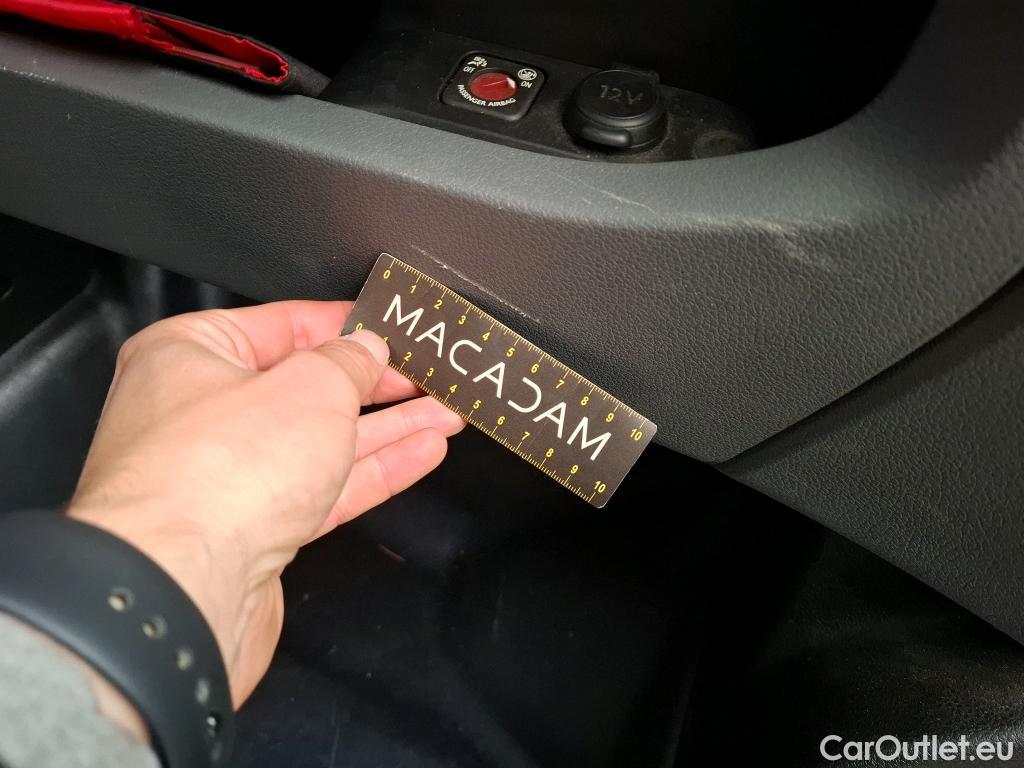 OFF ON
PASSENGER AIRBAG
12V
0 1 2 3 4 5 6 7 8 9 10
MACADAM
0 1 2 3 4 5 6 7 8 9 10
CarOutlet.eu